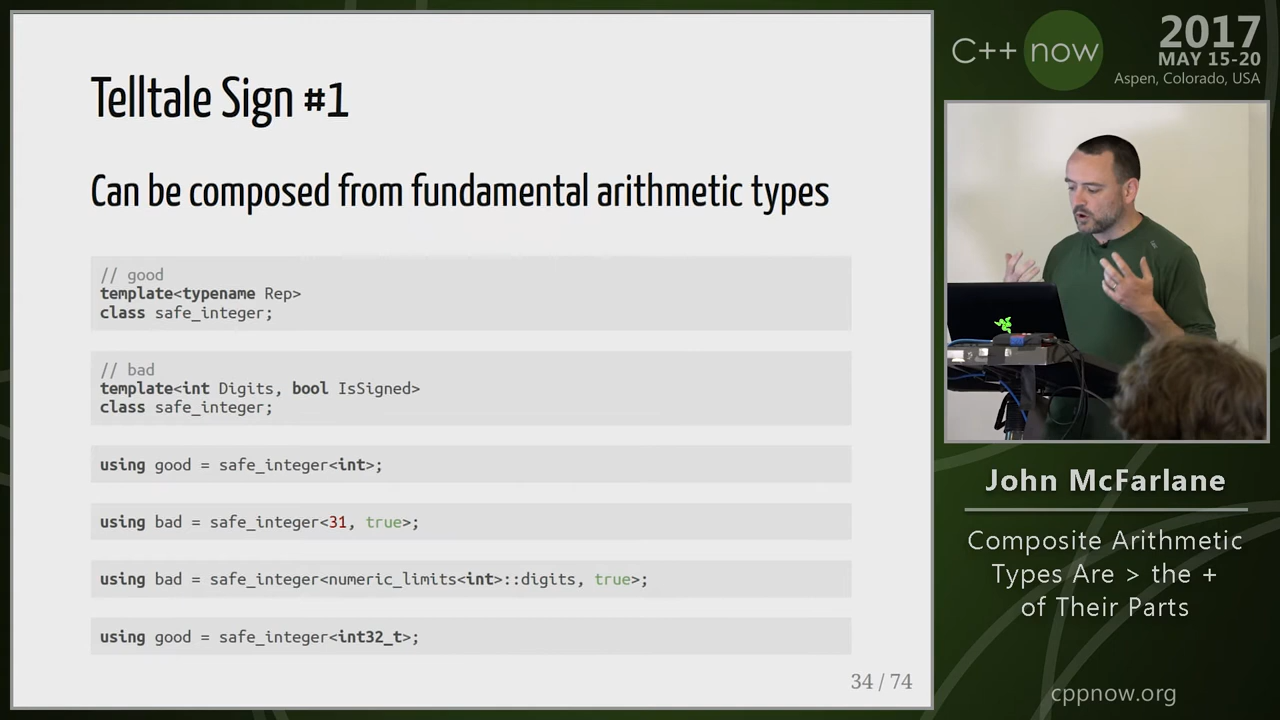 Telltale Sign #1
Can be composed from fundamental arithmetic types
// good
template<typename Rep>
class safe_integer;
// bad
template<int Digits, bool IsSigned>
class safe_integer;
using good = safe_integer<int>;
using bad = safe_integer<31, true>;
using bad = safe_integer<numeric_limits<int>::digits, true>;
using good = safe_integer<int32_t>;
34 / 74
C++ now
2017
MAY 15-20
Aspen, Colorado, USA
John McFarlane
Composite Arithmetic
Types Are > the +
of Their Parts
cppnow.org